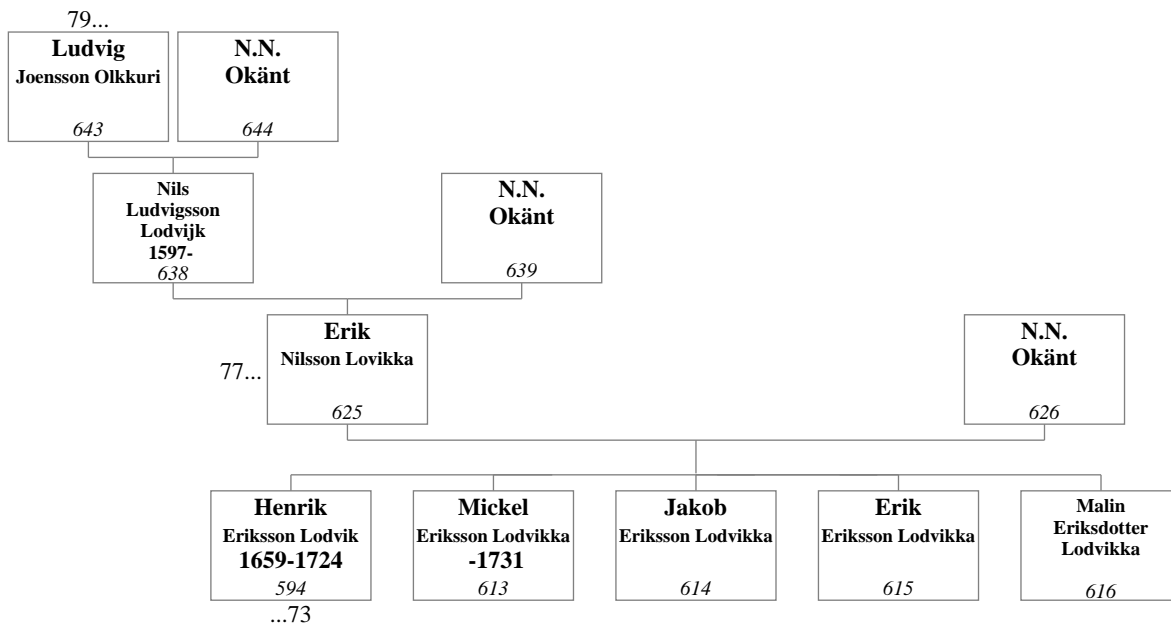 79...
Ludvig
Joensson Olkkuri
643
N.N.
Okänt
644
Nils
Ludvigsson
Lodvijk
1597-
638
N.N.
Okänt
639
77...
Erik
Nilsson Lovikka
625
N.N.
Okänt
626
Henrik
Eriksson Lodvik
1659-1724
594
...73
Mickel
Eriksson Lodvikka
-1731
613
Jakob
Eriksson Lodvikka
614
Erik
Eriksson Lodvikka
615
Malin
Eriksdotter
Lodvikka
616